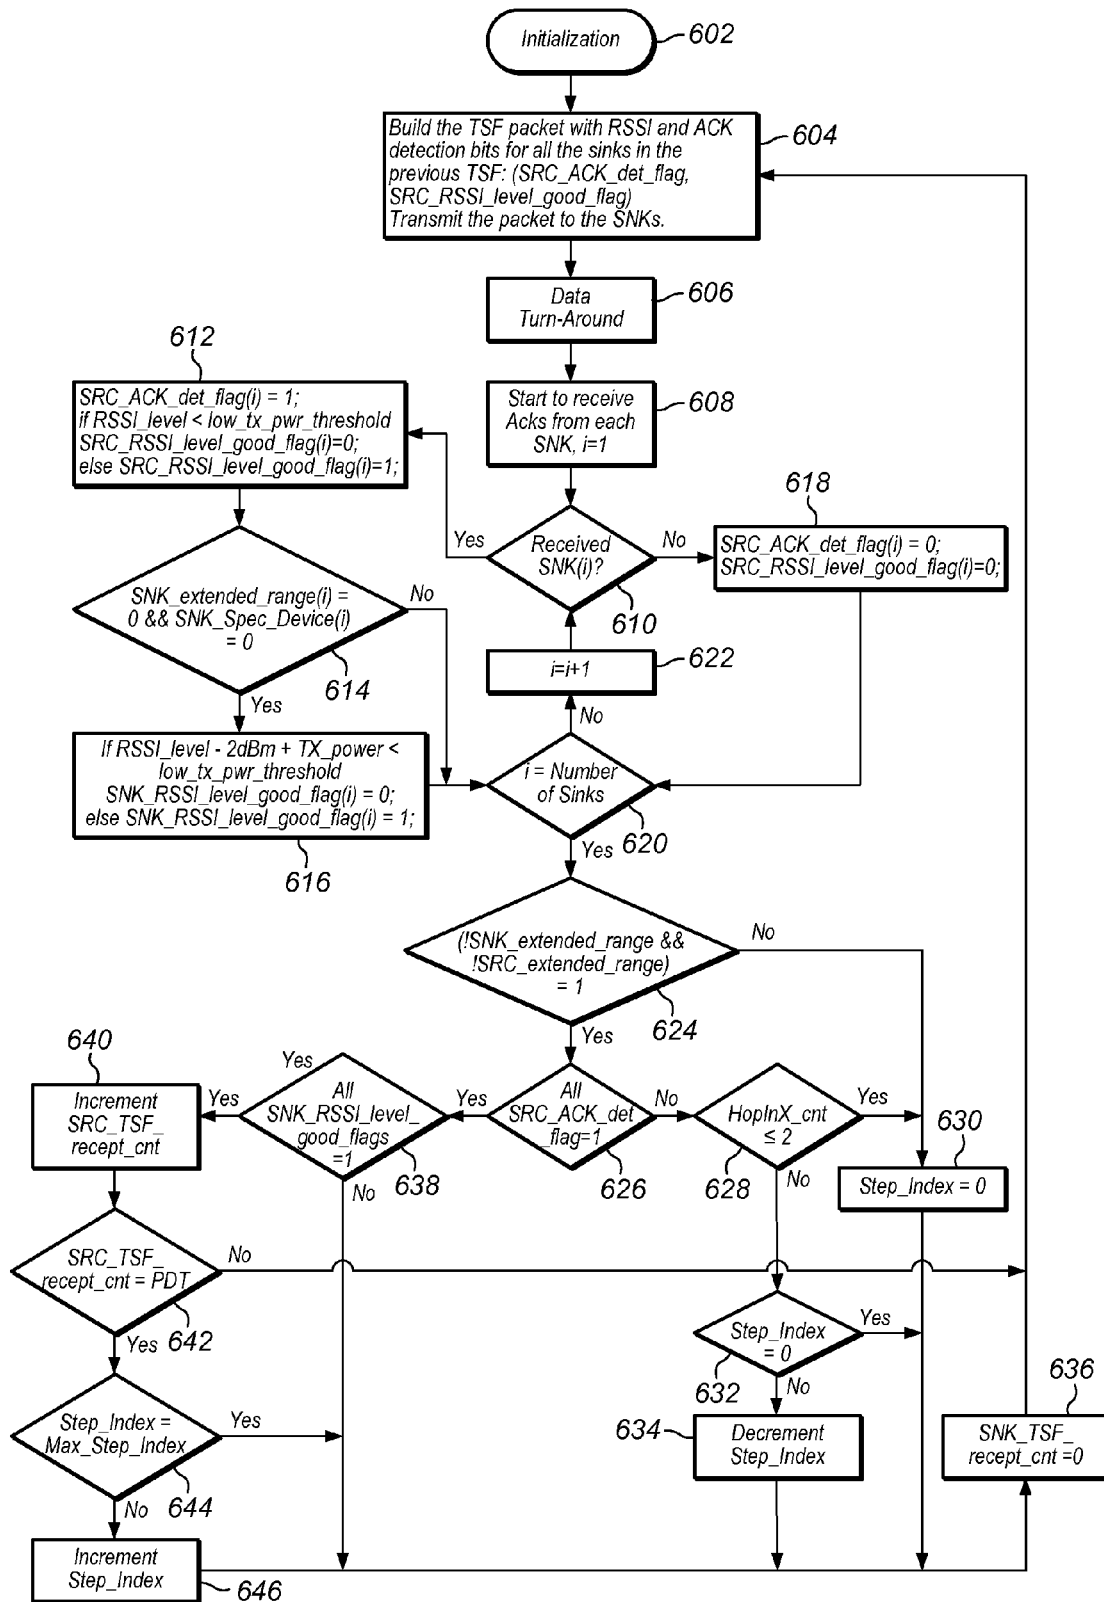 Initialization
602
Build the TSF packet with RSSI and ACK
detection bits for all the sinks in the
previous TSF: (SRC_ACK_det_flag,
SRC_RSSI_level_good_flag)
Transmit the packet to the SNKs.
604
Data
Turn-Around
606
Start to receive
Acks from each
SNK, i=1
608
612
SRC_ACK_det_flag(i) = 1;
if RSSI_level < low_tx_pwr_threshold
SRC_RSSI_level_good_flag(i)=0;
else SRC_RSSI_level_good_flag(i)=1;
Yes
Received
SNK(i)?
No
610
618
SRC_ACK_det_flag(i) = 0;
SRC_RSSI_level_good_flag(i)=0;
SNK_extended_range(i) =
0 && SNK_Spec_Device(i)
= 0
No
614
Yes
i=i+1
622
No
If RSSI_level - 2dBm + TX_power <
low_tx_pwr_threshold
SNK_RSSI_level_good_flag(i) = 0;
else SNK_RSSI_level_good_flag(i) = 1;
616
i = Number
of Sinks
620
Yes
(!SNK_extended_range &&
!SRC_extended_range)
= 1
No
624
Yes
640
Increment
SRC_TSF_
recept_cnt
Yes
Yes
All
SNK_RSSI_level_
good_flags
=1
638
No
Yes
All
SRC_ACK_det
_flag=1
626
No
HopInX_cnt
≤ 2
628
Yes
No
630
Step_Index = 0
SRC_TSF_
recept_cnt = PDT
No
642
Yes
Step_Index
= 0
Yes
632
No
Step_Index =
Max_Step_Index
Yes
644
No
634
Decrement
Step_Index
636
SNK_TSF_
recept_cnt =0
Increment
Step_Index
646